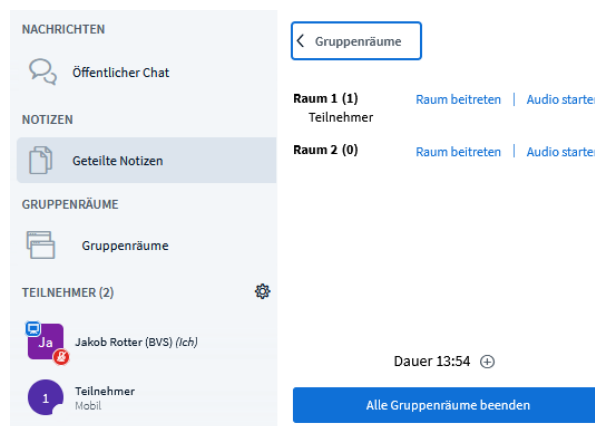 NACHRICHTEN
Öffentlicher Chat
NOTIZEN
Geteilte Notizen
GRUPPENRÄUME
Gruppenräume
TEILNEHMER (2)
Ja
Jakob Rotter (BVS) (Ich)
1
Teilnehmer
Mobil
Gruppenräume
Raum 1 (1) Raum beitreten | Audio starten
Teilnehmer
Raum 2 (0) Raum beitreten | Audio starten
Dauer 13:54
Alle Gruppenräume beenden